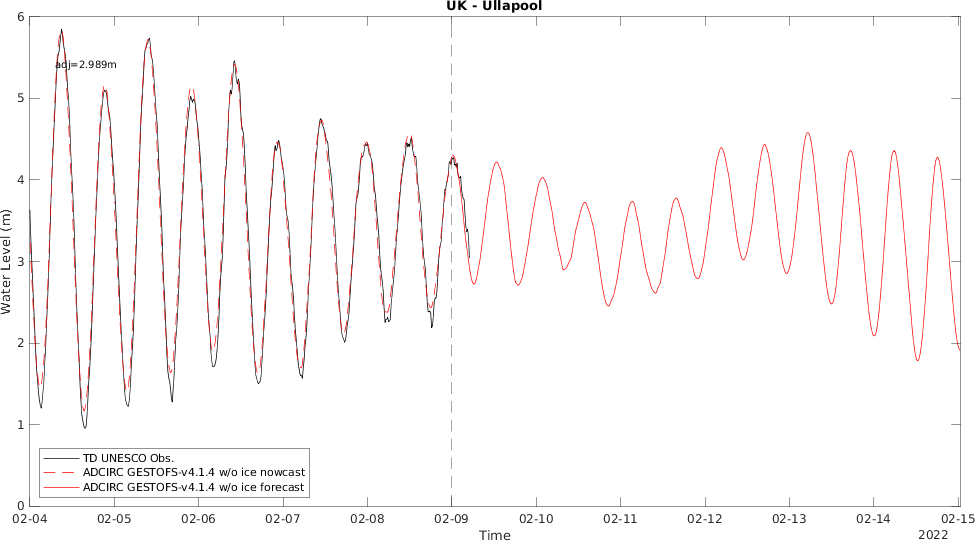 UK - Ullapool
6
adj=2.989m
5
4
3
2
1
0
Water Level (m)
TD UNESCO Obs.
ADCIRC GESTOFS-v4.1.4 w/o ice nowcast
ADCIRC GESTOFS-v4.1.4 w/o ice forecast
02-04 02-05 02-06 02-07 02-08 02-09 02-10 02-11 02-12 02-13 02-14 02-15
Time
2022